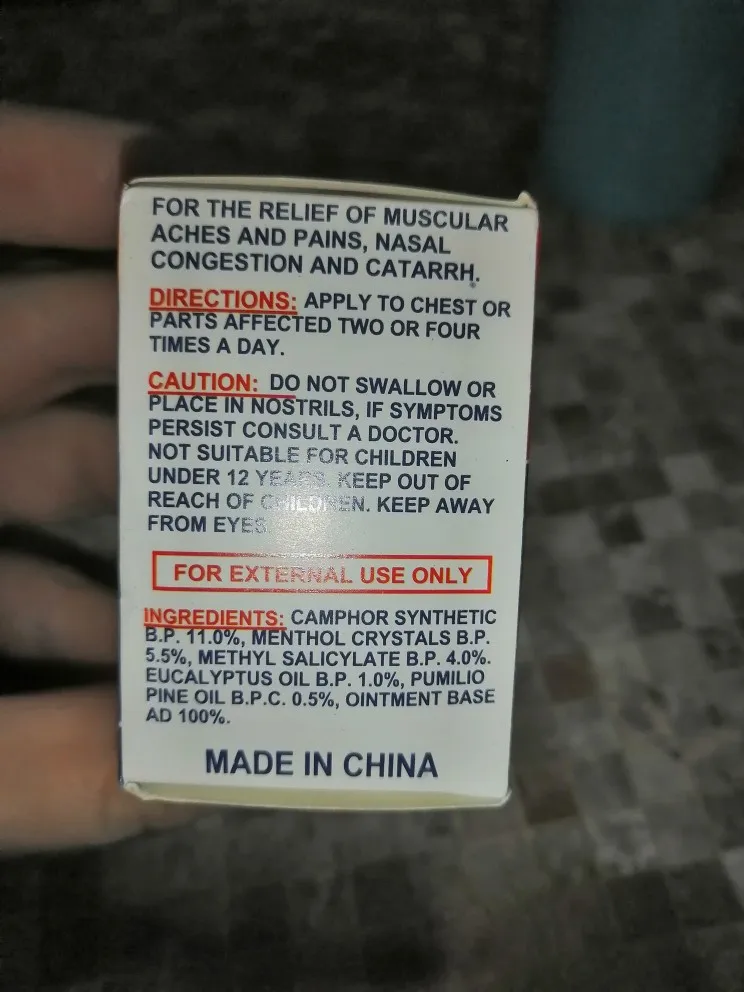 FOR THE RELIEF OF MUSCULAR
ACHES AND PAINS, NASAL
CONGESTION AND CATARRH.
DIRECTIONS: APPLY TO CHEST OR
PARTS AFFECTED TWO OR FOUR
TIMES A DAY.
CAUTION: DO NOT SWALLOW OR
PLACE IN NOSTRILS, IF SYMPTOMS
PERSIST CONSULT A DOCTOR.
NOT SUITABLE FOR CHILDREN
UNDER 12 YEARS. KEEP OUT OF
REACH OF CHILDREN. KEEP AWAY
FROM EYES.
FOR EXTERNAL USE ONLY
INGREDIENTS: CAMPHOR SYNTHETIC
B.P. 11.0%, MENTHOL CRYSTALS B.P.
5.5%, METHYL SALICYLATE B.P. 4.0%.
EUCALYPTUS OIL B.P. 1.0%, PUMILIO
PINE OIL B.P.C. 0.5%, OINTMENT BASE
AD 100%.
MADE IN CHINA